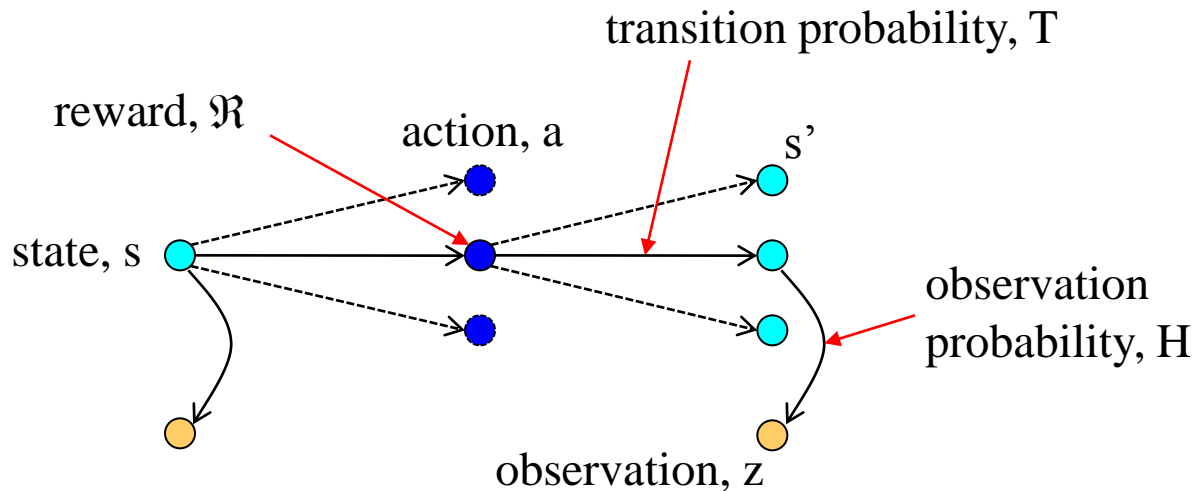 transition probability, T
reward, ℜ
action, a
s’
state, s
observation
probability, H
observation, z